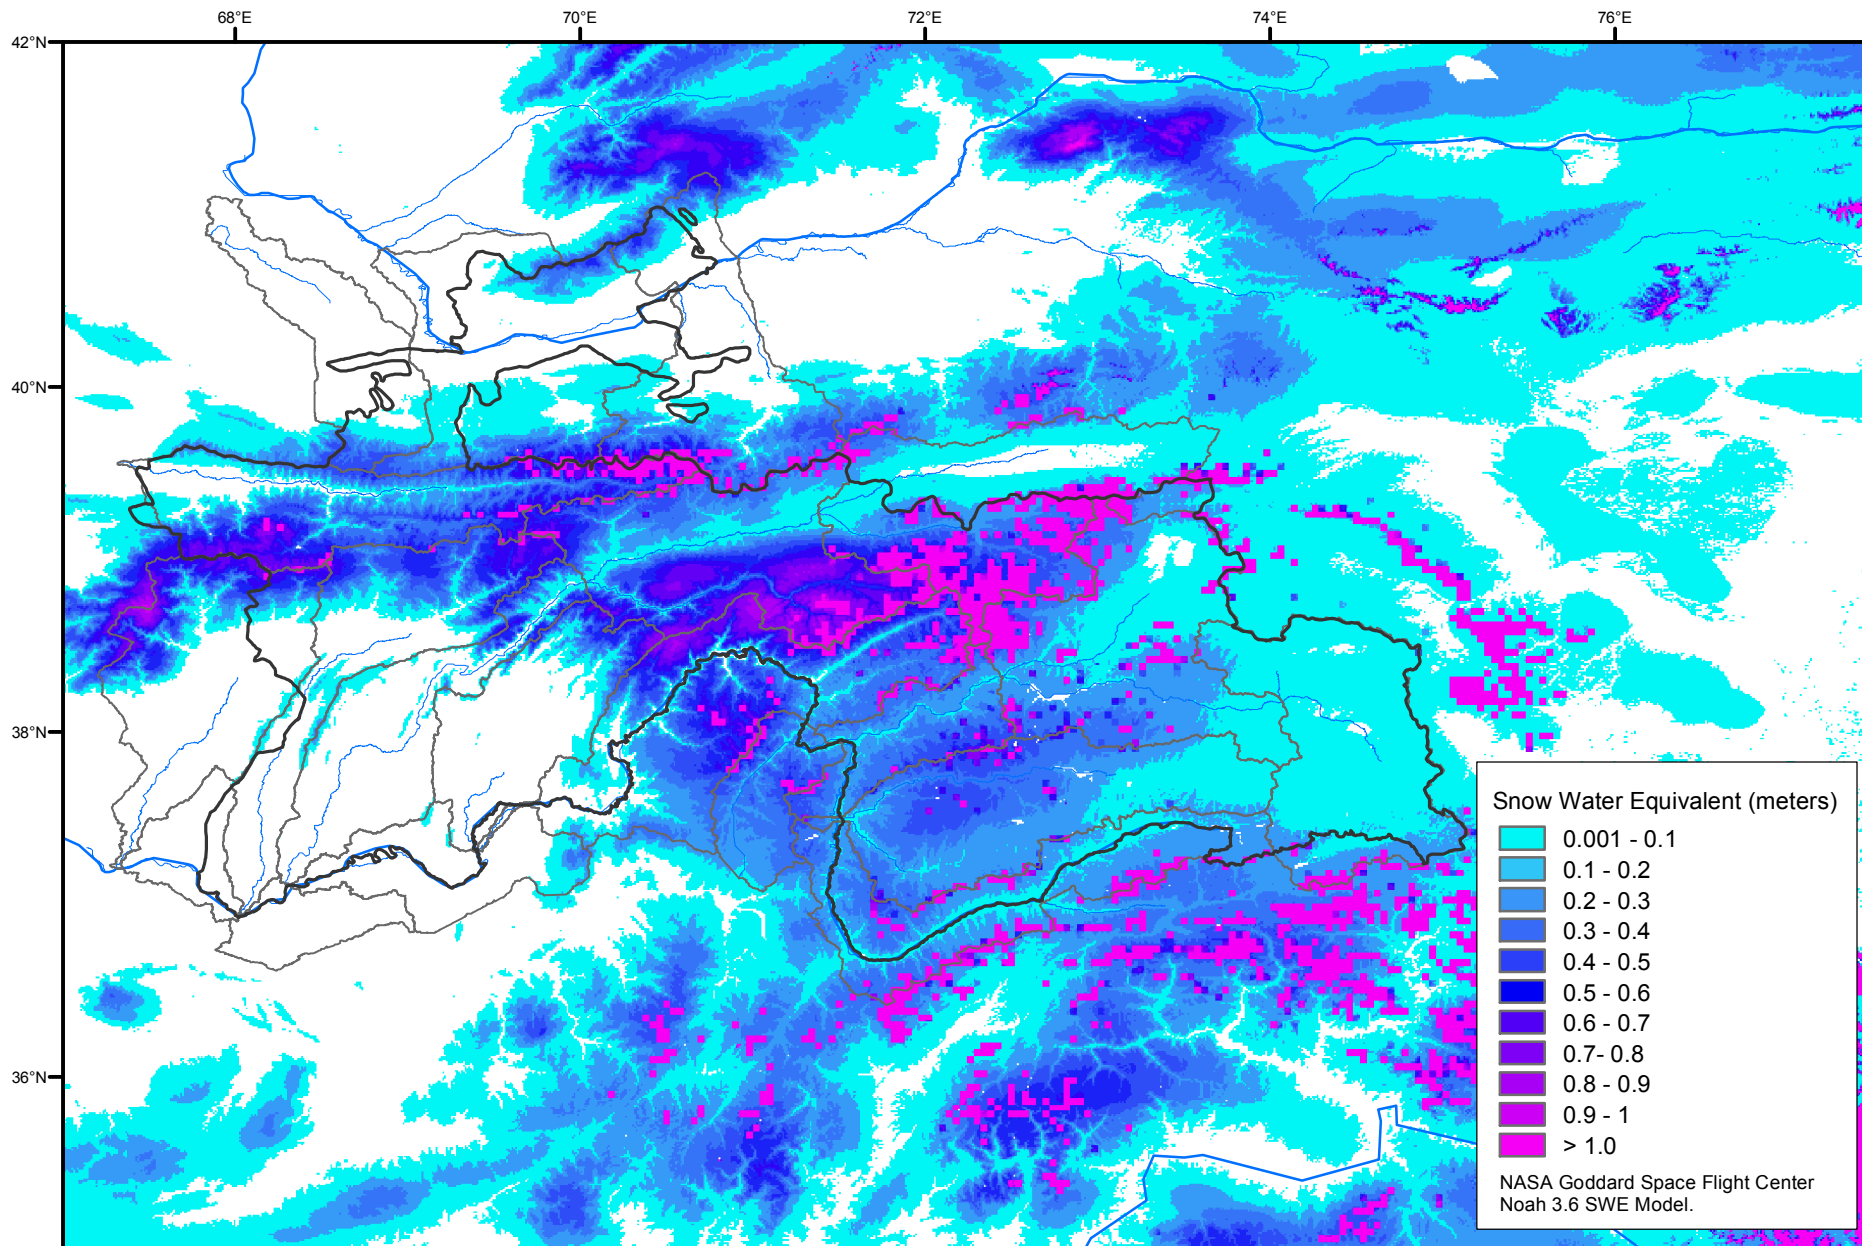 68°E 70°E 72°E 74°E 76°E
42°N
40°N
38°N
36°N
Snow Water Equivalent (meters)
0.001 - 0.1
0.1 - 0.2
0.2 - 0.3
0.3 - 0.4
0.4 - 0.5
0.5 - 0.6
0.6 - 0.7
0.7- 0.8
0.8 - 0.9
0.9 - 1
> 1.0
NASA Goddard Space Flight Center
Noah 3.6 SWE Model.